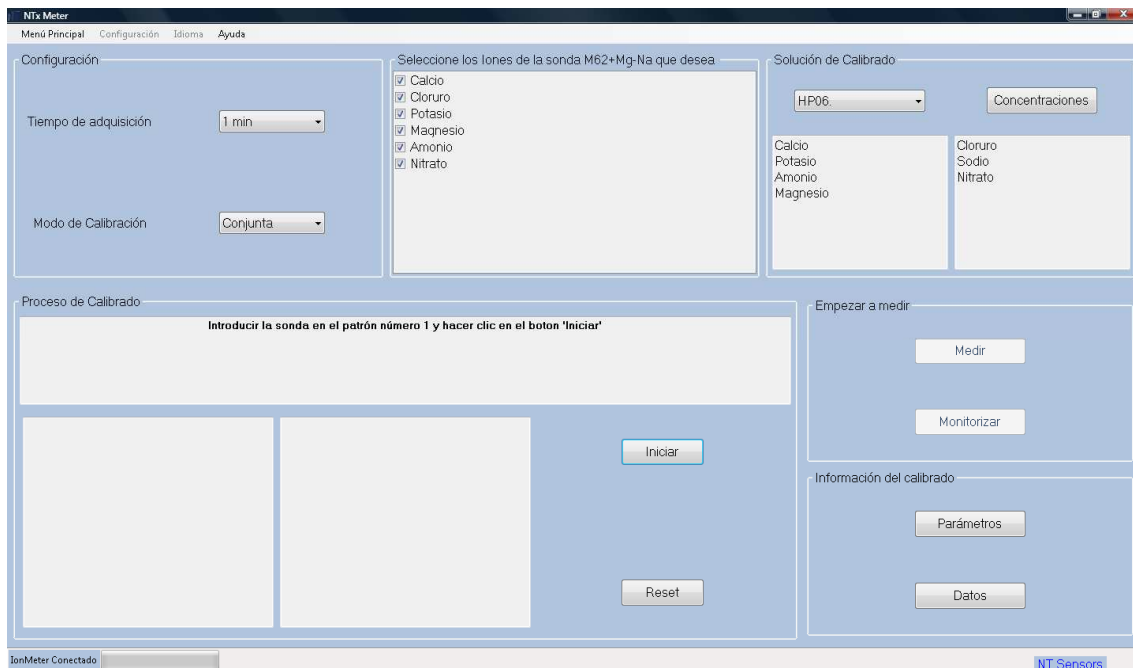 NTx Meter
Menú Principal Configuración Idioma Ayuda
Configuración
Tiempo de adquisición
1 min
Modo de Calibración
Conjunta
Seleccione los Iones de la sonda M62+Mg-Na que desea
Calcio
Cloruro
Potasio
Magnesio
Amonio
Nitrato
Solución de Calibrado
HP06.
Concentraciones
Calcio
Potasio
Amonio
Magnesio
Cloruro
Sodio
Nitrato
Proceso de Calibrado
Introducir la sonda en el patrón número 1 y hacer clic en el boton 'Iniciar'
Iniciar
Reset
Empezar a medir
Medir
Monitorizar
Información del calibrado
Parámetros
Datos
IonMeter Conectado
NT Sensors